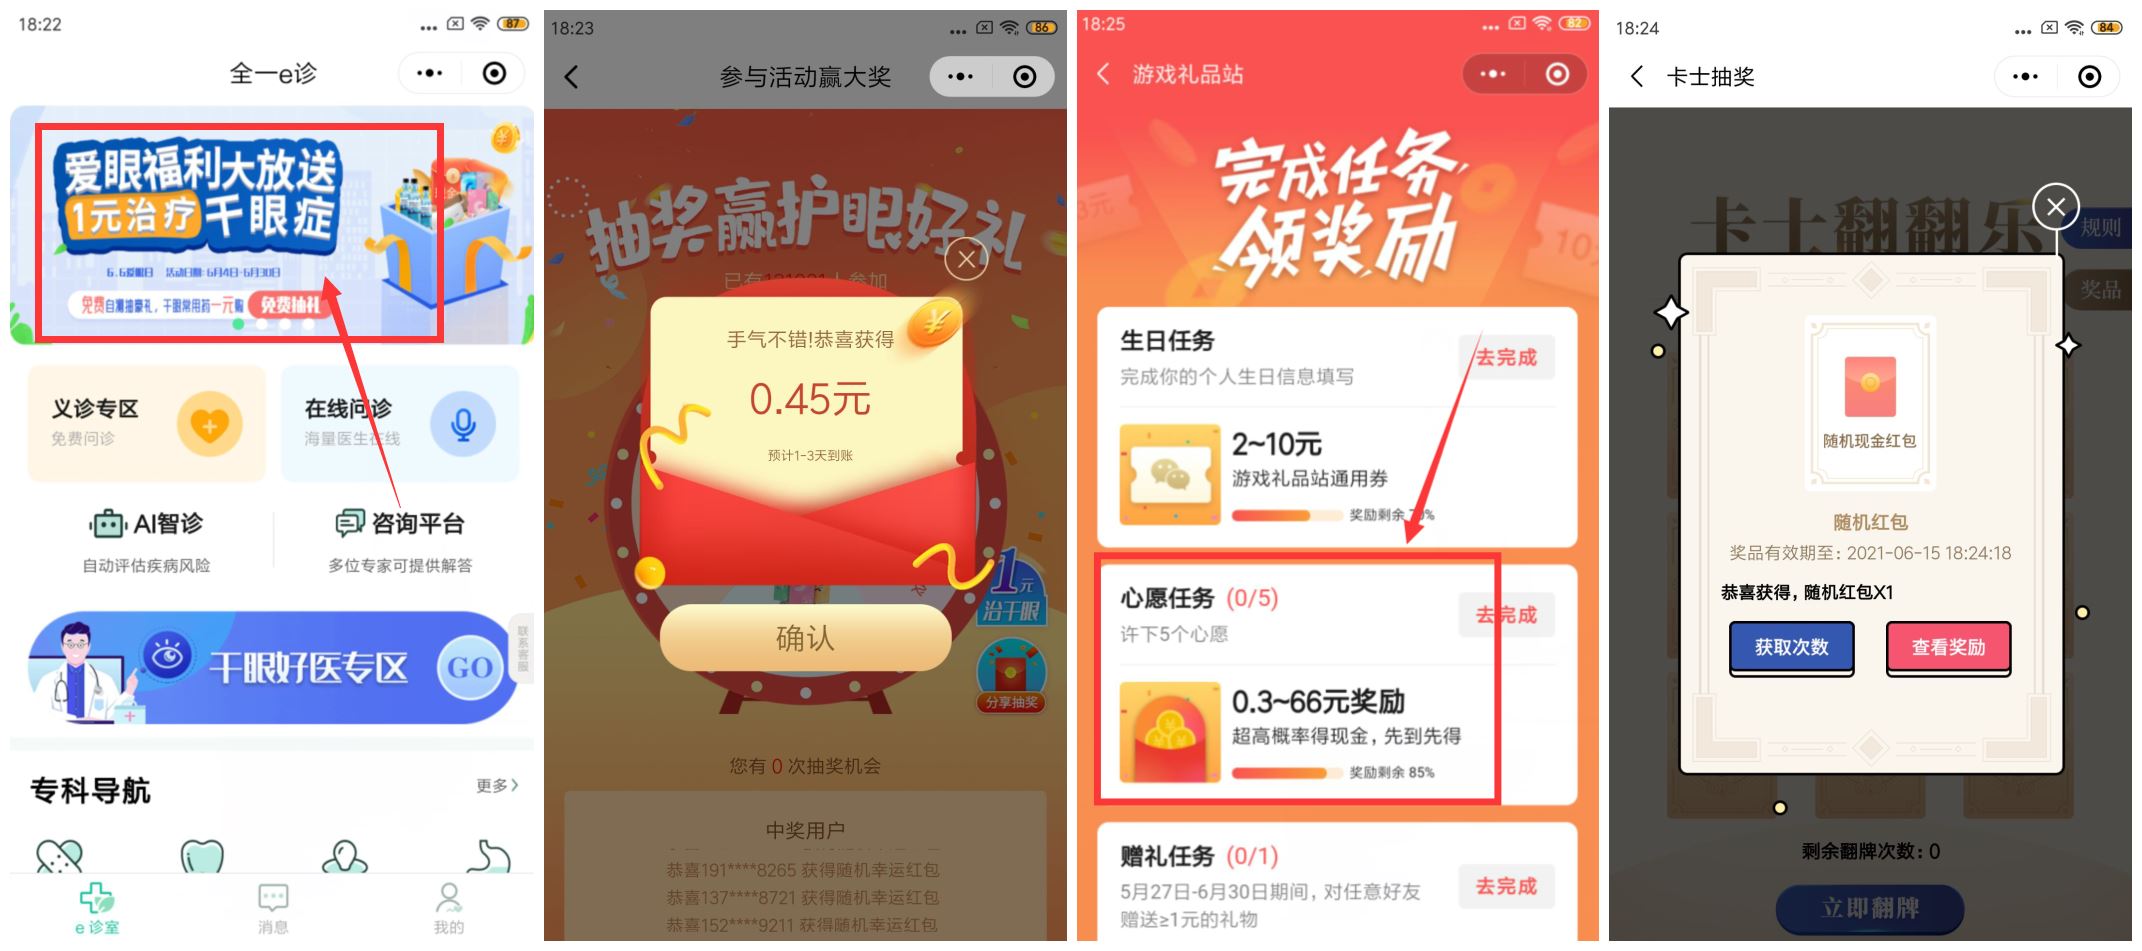 18:22
87
全一e诊
爱眼福利大放送
1元治疗干眼症
6.6爱眼日 活动日期:6月4日-6月30日
免费自测抽豪礼，干眼常用药一元购 免费抽礼
义诊专区
免费问诊
在线问诊
海量医生在线
AI智诊
自动评估疾病风险
咨询平台
多位专家可提供解答
干眼好医专区
GO
联系客服
专科导航
更多
e诊室
消息
我的
18:23
86
参与活动赢大奖
抽奖赢护眼好礼
手气不错!恭喜获得
0.45元
预计1-3天到账
确认
1元
治干眼
分享抽奖
您有 0 次抽奖机会
中奖用户
恭喜191****8265 获得随机幸运红包
恭喜137****8721 获得随机幸运红包
恭喜152****9211 获得随机幸运红包
18:25
82
游戏礼品站
完成任务
领奖励
生日任务
完成你的个人生日信息填写
去完成
2~10元
游戏礼品站通用券
奖励剩余
心愿任务 (0/5)
许下5个心愿
去完成
0.3~66元奖励
超高概率得现金，先到先得
奖励剩余 85%
赠礼任务 (0/1)
5月27日-6月30日期间，对任意好友
赠送≥1元的礼物
去完成
18:24
84
卡士抽奖
卡士翻翻乐
规则
奖品
随机现金红包
随机红包
奖品有效期至: 2021-06-15 18:24:18
恭喜获得，随机红包X1
获取次数
查看奖励
剩余翻牌次数: 0
立即翻牌